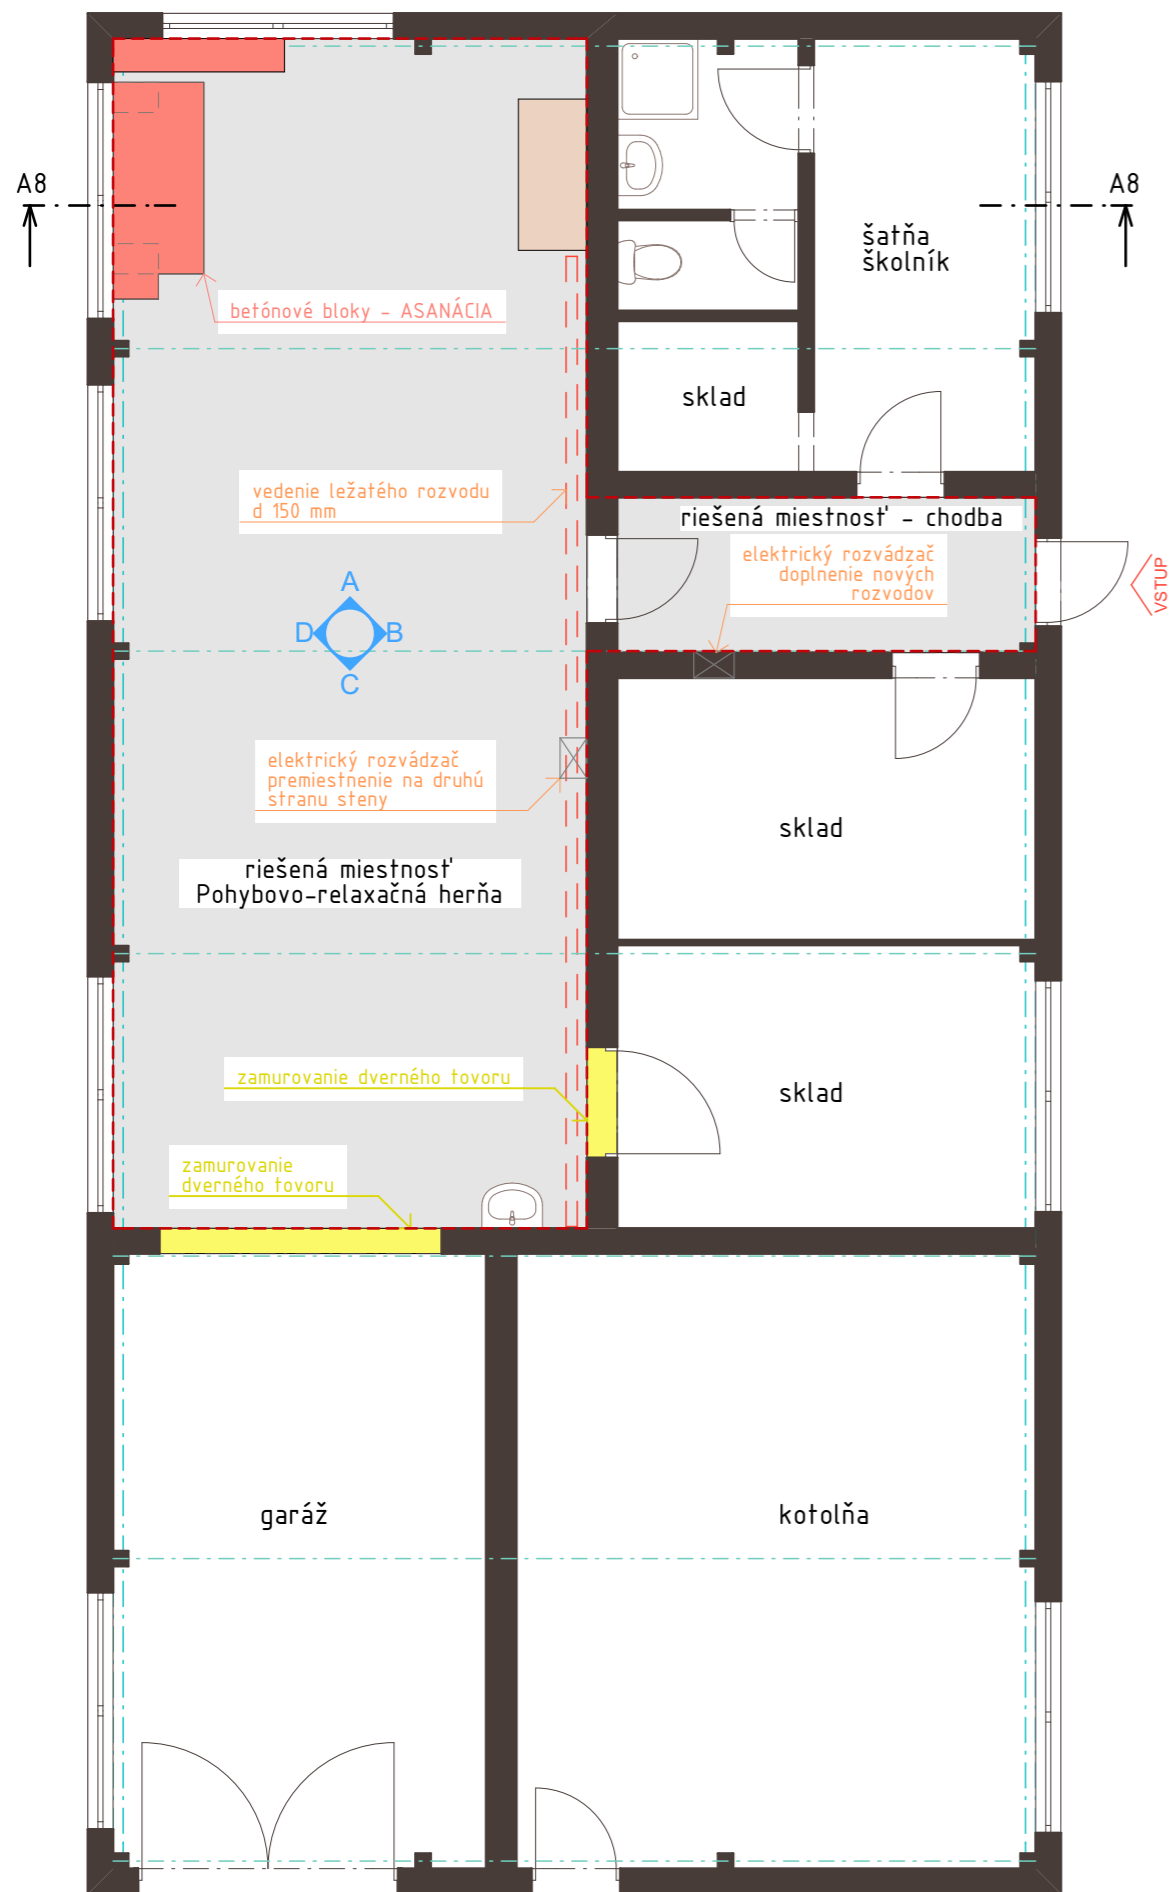 A8
A8
šatňa
školník
betónové bloky - ASANÁCIA
sklad
vedenie ležatého rozvodu
d 150 mm
riešená miestnosť - chodba
elektrický rozvádzač
doplnenie nových
rozvodov
VSTUP
A
D B
C
elektrický rozvádzač
premiestnenie na druhú
stranu steny
sklad
riešená miestnosť
Pohybovo-relaxačná herňa
zamurovanie dverného tovoru
sklad
zamurovanie
dverného tovoru
garáž
kotolňa